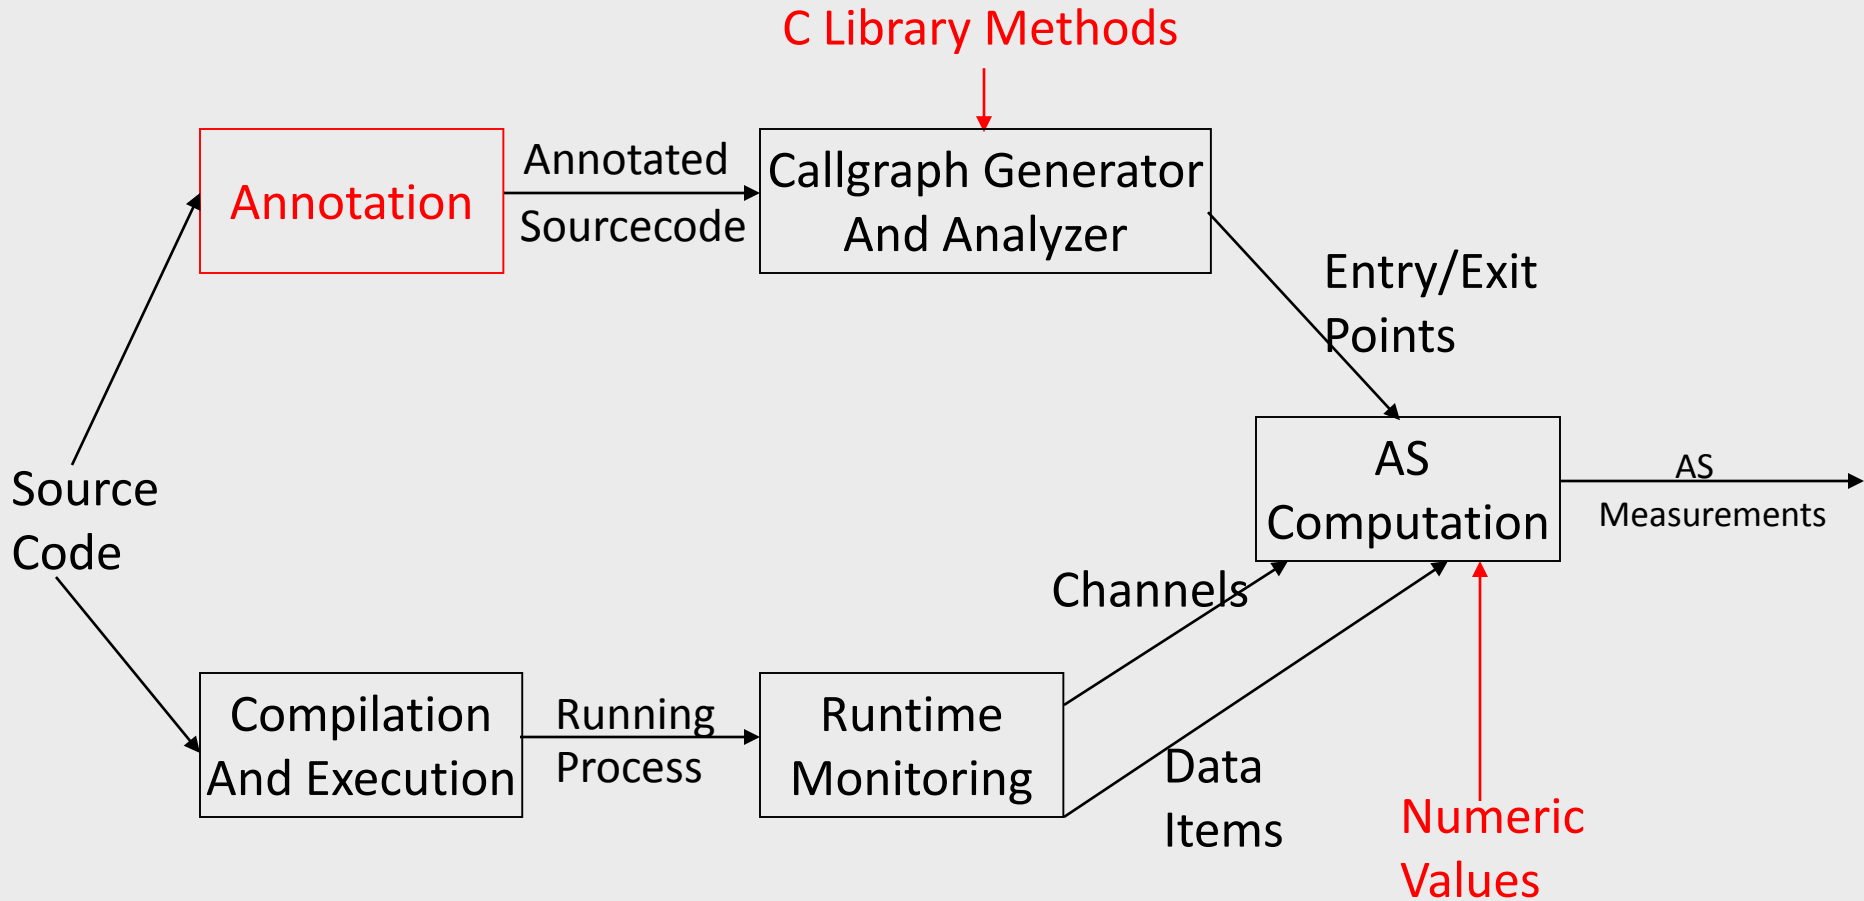 C Library Methods
Annotation
Annotated
Sourcecode
Callgraph Generator
And Analyzer
Entry/Exit
Points
Source
Code
AS
Computation
AS
Measurements
Channels
Compilation
And Execution
Running
Process
Runtime
Monitoring
Data
Items
Numeric
Values